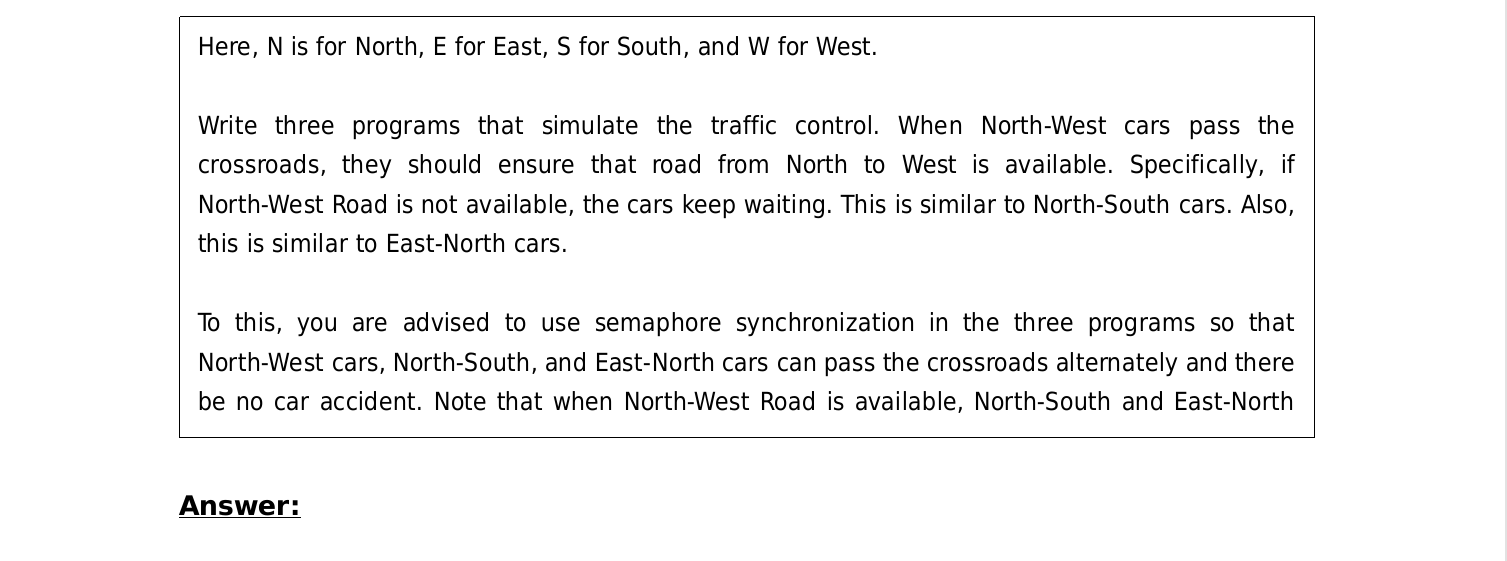 Here, N is for North, E for East, S for South, and W for West.
Write three programs that simulate the traffic control. When North-West cars pass the
crossroads, they should ensure that road from North to West is available. Specifically, if
North-West Road is not available, the cars keep waiting. This is similar to North-South cars. Also,
this is similar to East-North cars.
To this, you are advised to use semaphore synchronization in the three programs so that
North-West cars, North-South, and East-North cars can pass the crossroads alternately and there
be no car accident. Note that when North-West Road is available, North-South and East-North
Answer: